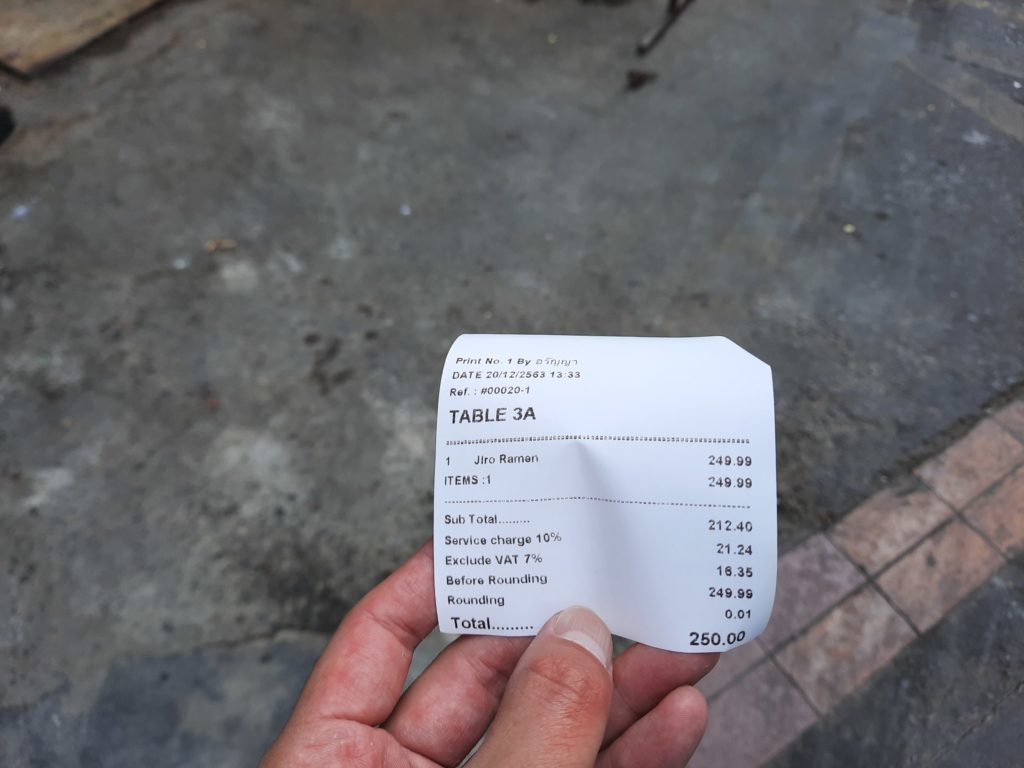 Print No. 1 By อรัญญา
DATE 20/12/2563 13:33
Ref. : #00020-1
TABLE 3A
1 Jiro Ramen 249.99
ITEMS :1 249.99
Sub Total......... 212.40
Service charge 10% 21.24
Exclude VAT 7% 16.35
Before Rounding 249.99
Rounding 0.01
Total......... 250.00